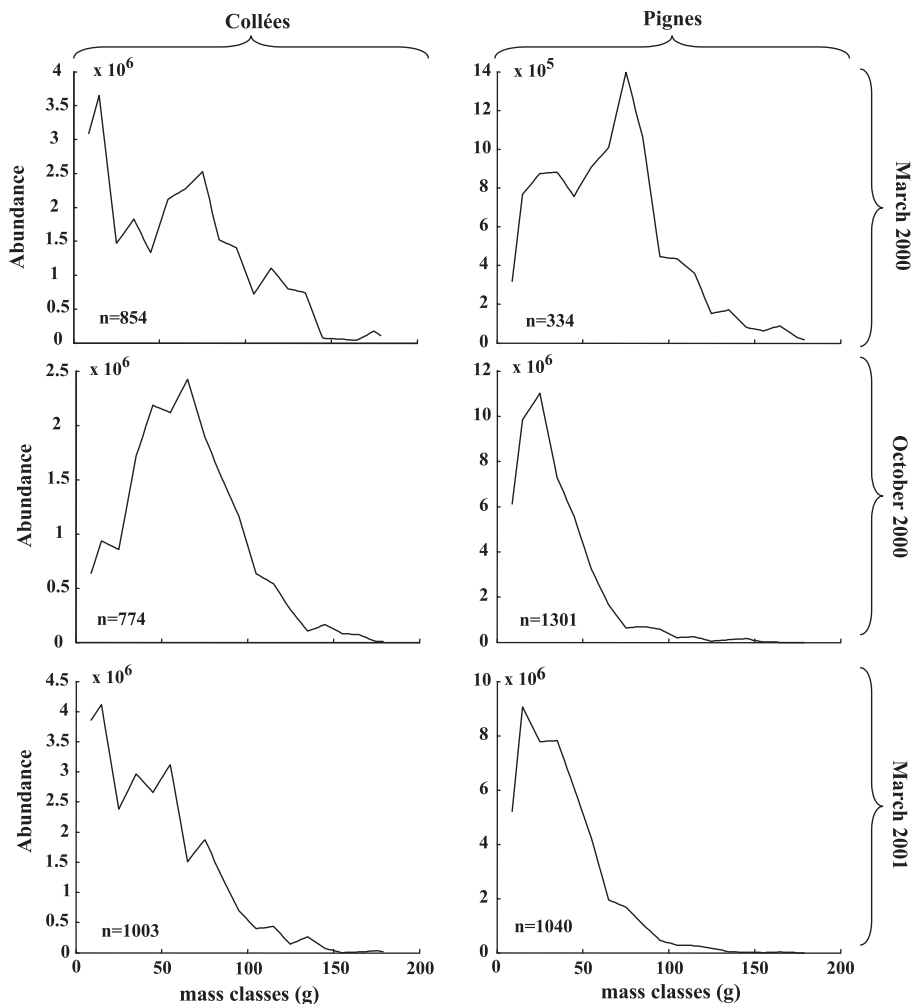 Collées
Pignes
x 10^6
4
3.5
3
2.5
2
1.5
1
0.5
0
Abundance
n=854
x 10^5
14
12
10
8
6
4
2
0
n=334
March 2000
x 10^6
2.5
2
1.5
1
0.5
0
Abundance
n=774
x 10^6
12
10
8
6
4
2
0
n=1301
October 2000
x 10^6
4.5
4
3.5
3
2.5
2
1.5
1
0.5
0
Abundance
n=1003
0 50 100 150 200
mass classes (g)
x 10^6
10
8
6
4
2
0
n=1040
0 50 100 150 200
mass classes (g)
March 2001